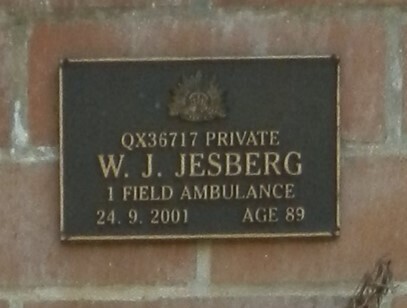 QX36717 PRIVATE
W. J. JESBERG
1 FIELD AMBULANCE
24. 9. 2001 AGE 89